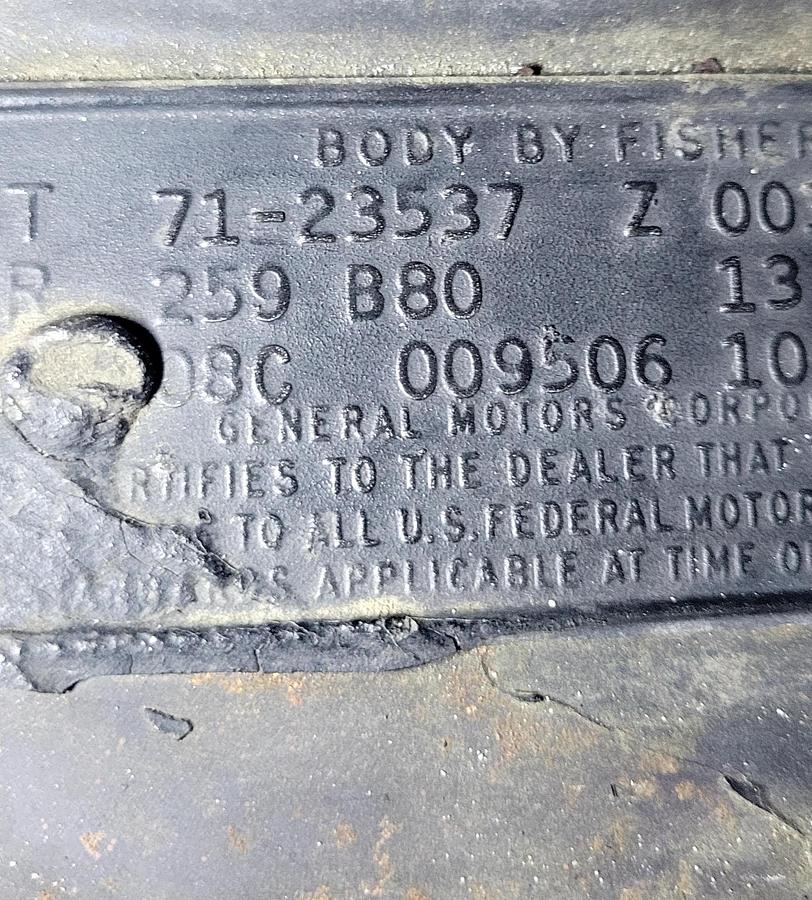 BODY BY FISHER
T 71-23537 Z 00
R 259 B80 13
08C 009506 10
GENERAL MOTORS CORPO
RTIFIES TO THE DEALER THAT
TO ALL U.S. FEDERAL MOTOR
APPLICABLE AT TIME O